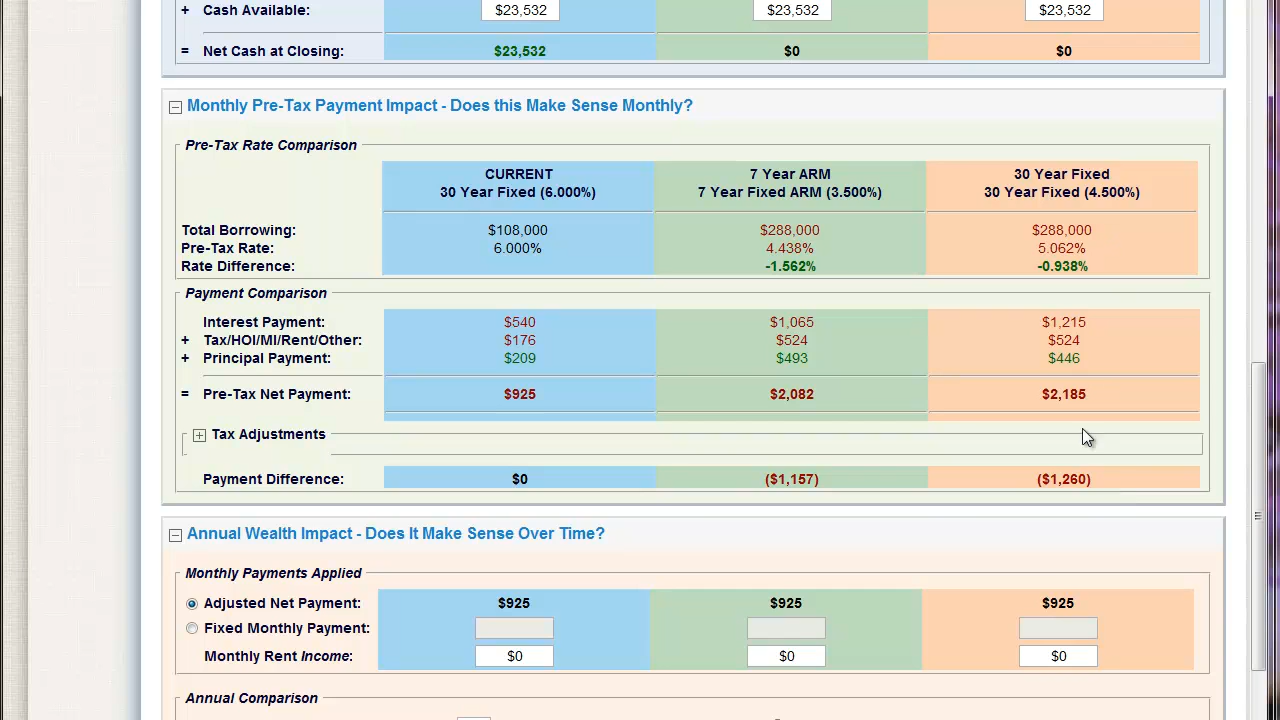 + Cash Available: $23,532 $23,532 $23,532
= Net Cash at Closing: $23,532 $0 $0
Monthly Pre-Tax Payment Impact - Does this Make Sense Monthly?
Pre-Tax Rate Comparison
CURRENT 7 Year ARM 30 Year Fixed
30 Year Fixed (6.000%) 7 Year Fixed ARM (3.500%) 30 Year Fixed (4.500%)
Total Borrowing: $108,000 $288,000 $288,000
Pre-Tax Rate: 6.000% 4.438% 5.062%
Rate Difference: -1.562% -0.938%
Payment Comparison
Interest Payment: $540 $1,065 $1,215
+ Tax/HOI/MI/Rent/Other: $176 $524 $524
+ Principal Payment: $209 $493 $446
= Pre-Tax Net Payment: $925 $2,082 $2,185
Tax Adjustments
Payment Difference: $0 ($1,157) ($1,260)
Annual Wealth Impact - Does It Make Sense Over Time?
Monthly Payments Applied
Adjusted Net Payment: $925 $925 $925
Fixed Monthly Payment:
Monthly Rent Income: $0 $0 $0
Annual Comparison